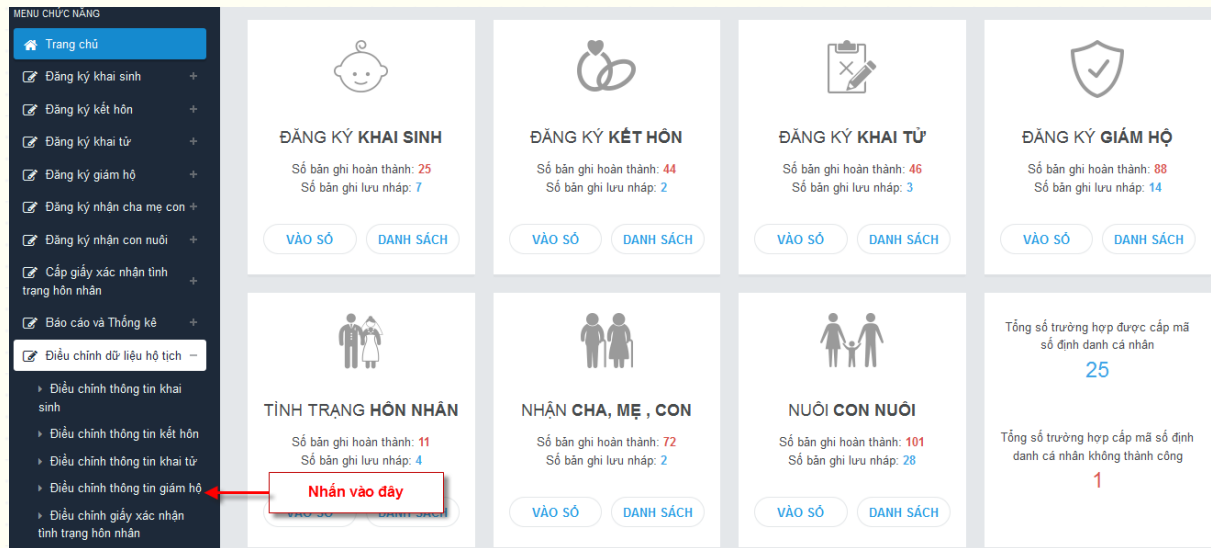 MENU CHỨC NĂNG
Trang chủ
Đăng ký khai sinh +
Đăng ký kết hôn +
Đăng ký khai tử +
Đăng ký giám hộ +
Đăng ký nhận cha mẹ con +
Đăng ký nhận con nuôi +
Cấp giấy xác nhận tình
trạng hôn nhân +
Báo cáo và Thống kê +
Điều chỉnh dữ liệu hộ tịch −
Điều chỉnh thông tin khai
sinh
Điều chỉnh thông tin kết hôn
Điều chỉnh thông tin khai tử
Điều chỉnh thông tin giám hộ
Điều chỉnh giấy xác nhận
tình trạng hôn nhân
ĐĂNG KÝ KHAI SINH
Số bản ghi hoàn thành: 25
Số bản ghi lưu nháp: 7
VÀO SỔ DANH SÁCH
ĐĂNG KÝ KẾT HÔN
Số bản ghi hoàn thành: 44
Số bản ghi lưu nháp: 2
VÀO SỔ DANH SÁCH
ĐĂNG KÝ KHAI TỬ
Số bản ghi hoàn thành: 46
Số bản ghi lưu nháp: 3
VÀO SỔ DANH SÁCH
ĐĂNG KÝ GIÁM HỘ
Số bản ghi hoàn thành: 88
Số bản ghi lưu nháp: 14
VÀO SỔ DANH SÁCH
TÌNH TRẠNG HÔN NHÂN
Số bản ghi hoàn thành: 11
Số bản ghi lưu nháp: 4
Nhấn vào đây
VÀO SỔ DANH SÁCH
NHẬN CHA, MẸ , CON
Số bản ghi hoàn thành: 72
Số bản ghi lưu nháp: 2
VÀO SỔ DANH SÁCH
NUÔI CON NUÔI
Số bản ghi hoàn thành: 101
Số bản ghi lưu nháp: 28
VÀO SỔ DANH SÁCH
Tổng số trường hợp được cấp mã
số định danh cá nhân
25
Tổng số trường hợp cấp mã số định
danh cá nhân không thành công
1